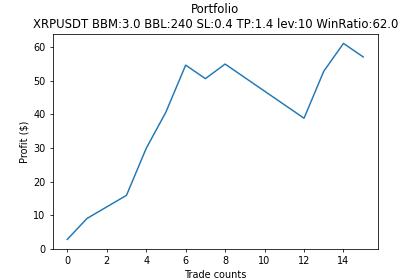 Portfolio
XRPUSDT BBM:3.0 BBL:240 SL:0.4 TP:1.4 lev:10 WinRatio:62.0
60
50
40
30
20
10
0
Profit ($)
0 2 4 6 8 10 12 14
Trade counts